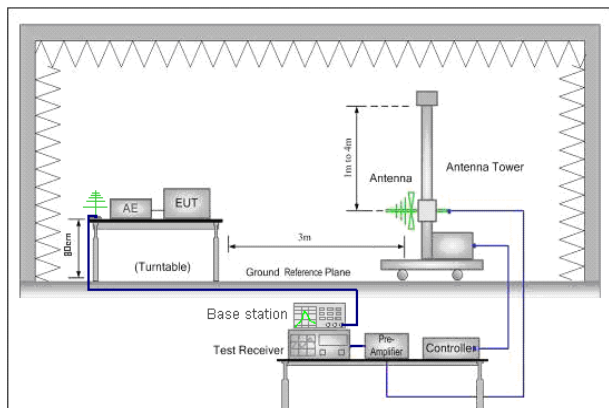 1m to 4m
Antenna Tower
Antenna
AE
EUT
80cm
3m
(Turntable)
Ground Reference Plane
Base station
Test Receiver
Pre-
Amplifier
Controller